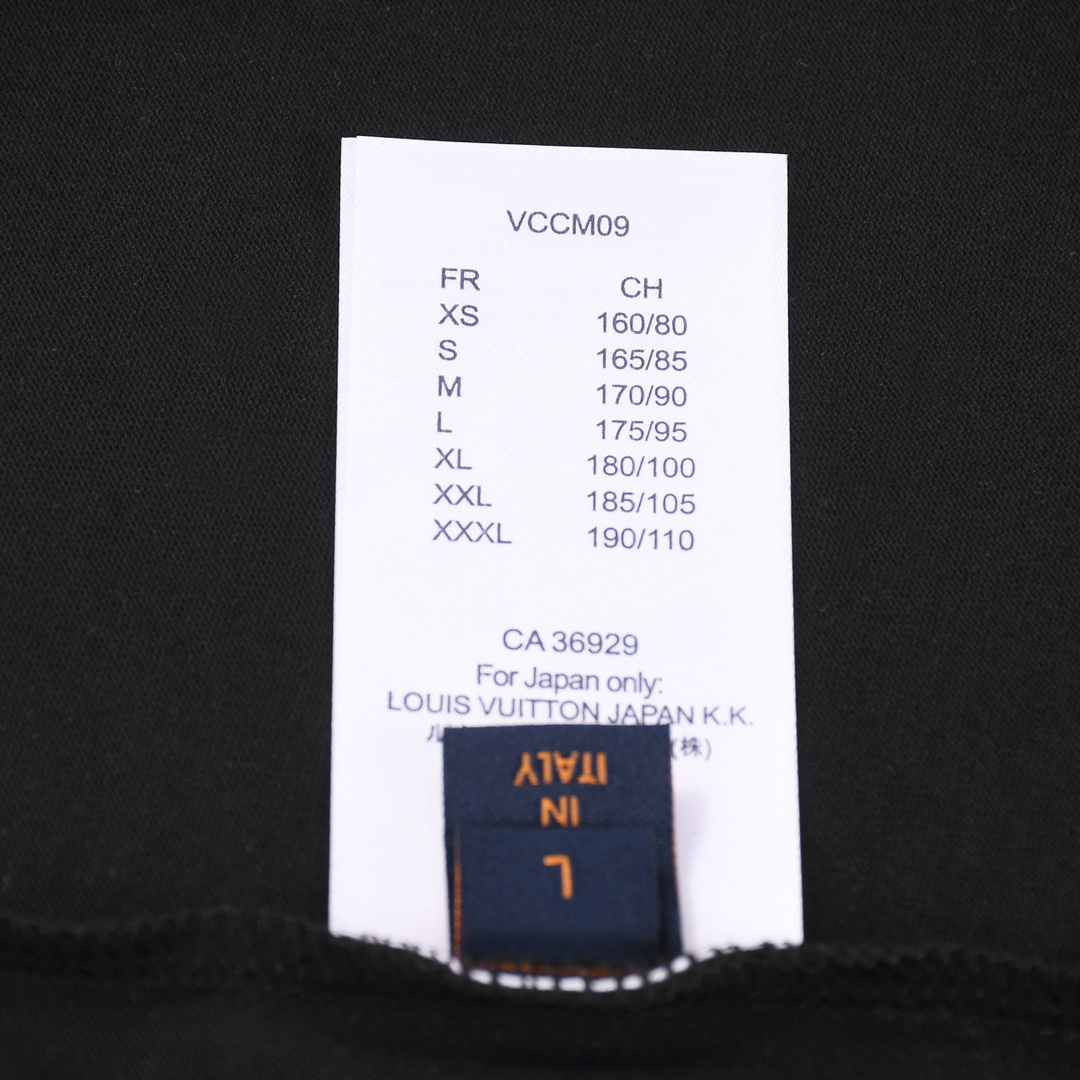 VCCM09
FR CH
XS 160/80
S 165/85
M 170/90
L 175/95
XL 180/100
XXL 185/105
XXXL 190/110
CA 36929
For Japan only:
LOUIS VUITTON JAPAN K.K.
(株)
L
IN
ITALY